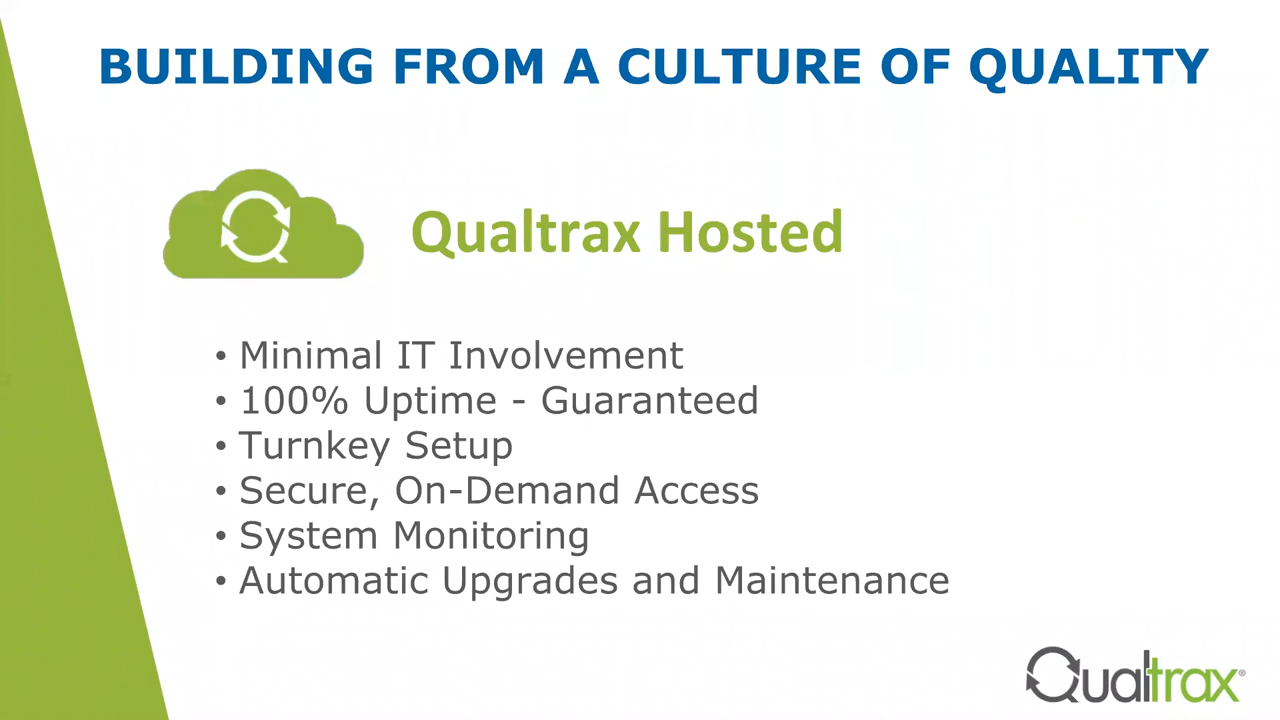 BUILDING FROM A CULTURE OF QUALITY
Qualtrax Hosted
• Minimal IT Involvement
• 100% Uptime - Guaranteed
• Turnkey Setup
• Secure, On-Demand Access
• System Monitoring
• Automatic Upgrades and Maintenance
Qualtrax®